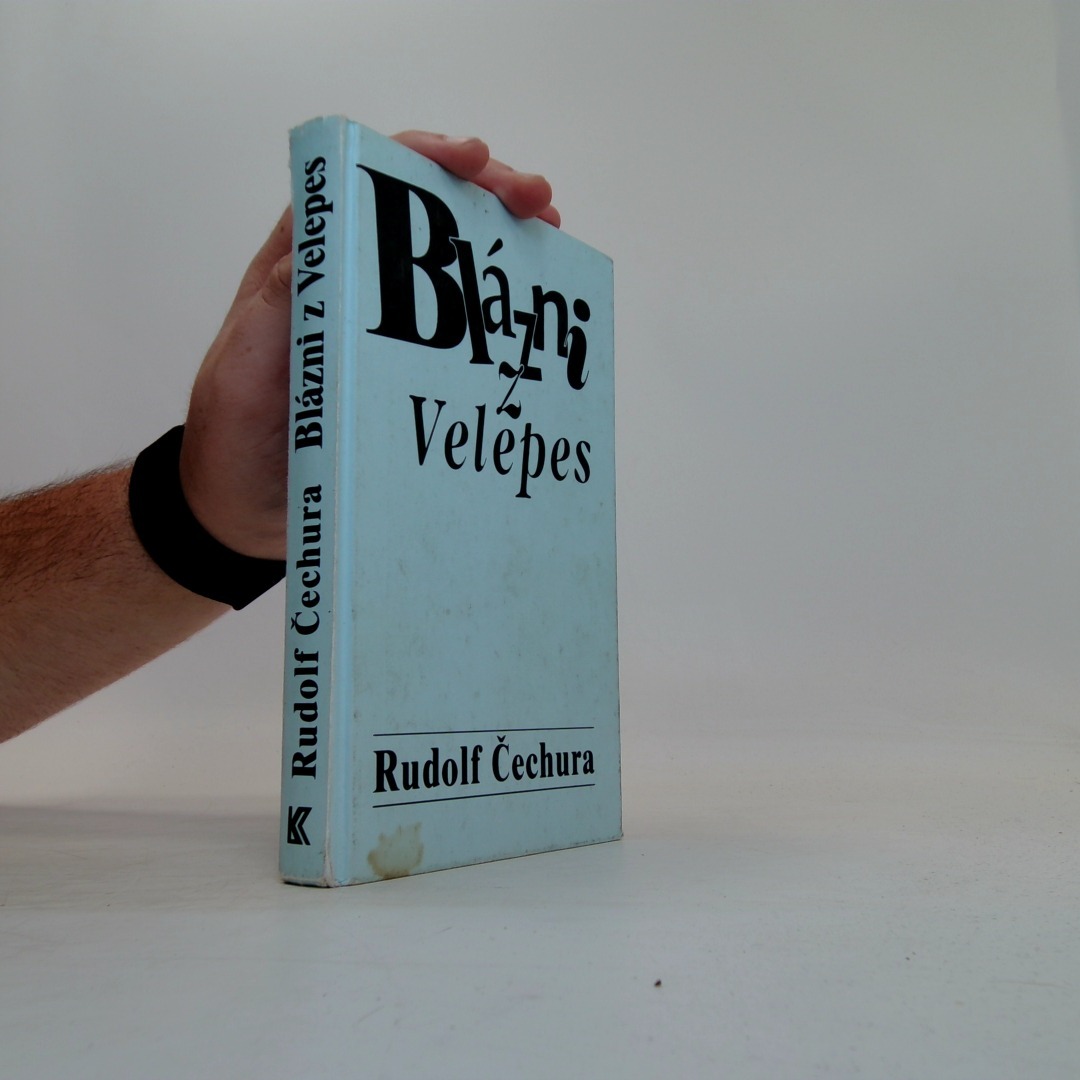 Blázni
z
Velepes
Rudolf Čechura
Rudolf Čechura Blázni z Velepes
K